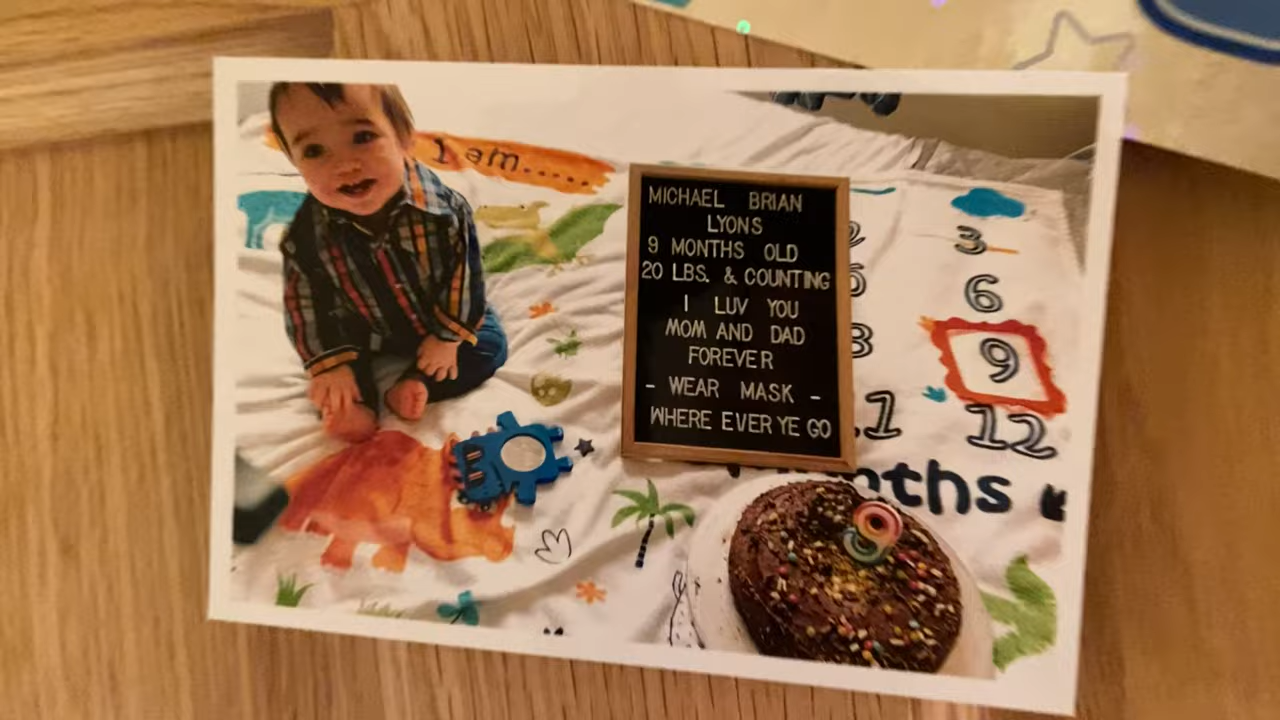 I am.....
MICHAEL BRIAN
LYONS
9 MONTHS OLD
20 LBS. & COUNTING
I LUV YOU
MOM AND DAD
FOREVER
- WEAR MASK -
WHERE EVER YE GO
3
6
9
12
9